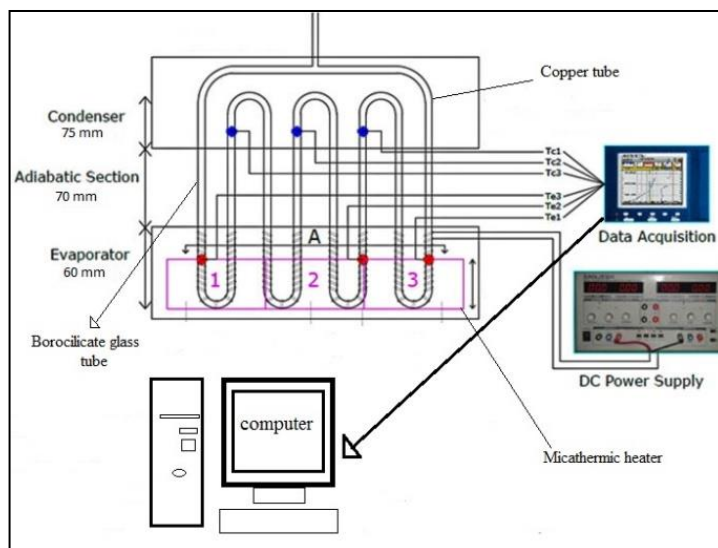 Copper tube
Condenser
75 mm
Adiabatic Section
70 mm
Evaporator
60 mm
Tc1
Tc2
Tc3
Te3
Te2
Te1
A
1
2
3
Data Acquisition
DC Power Supply
Borocilicate glass
tube
computer
Micathermic heater